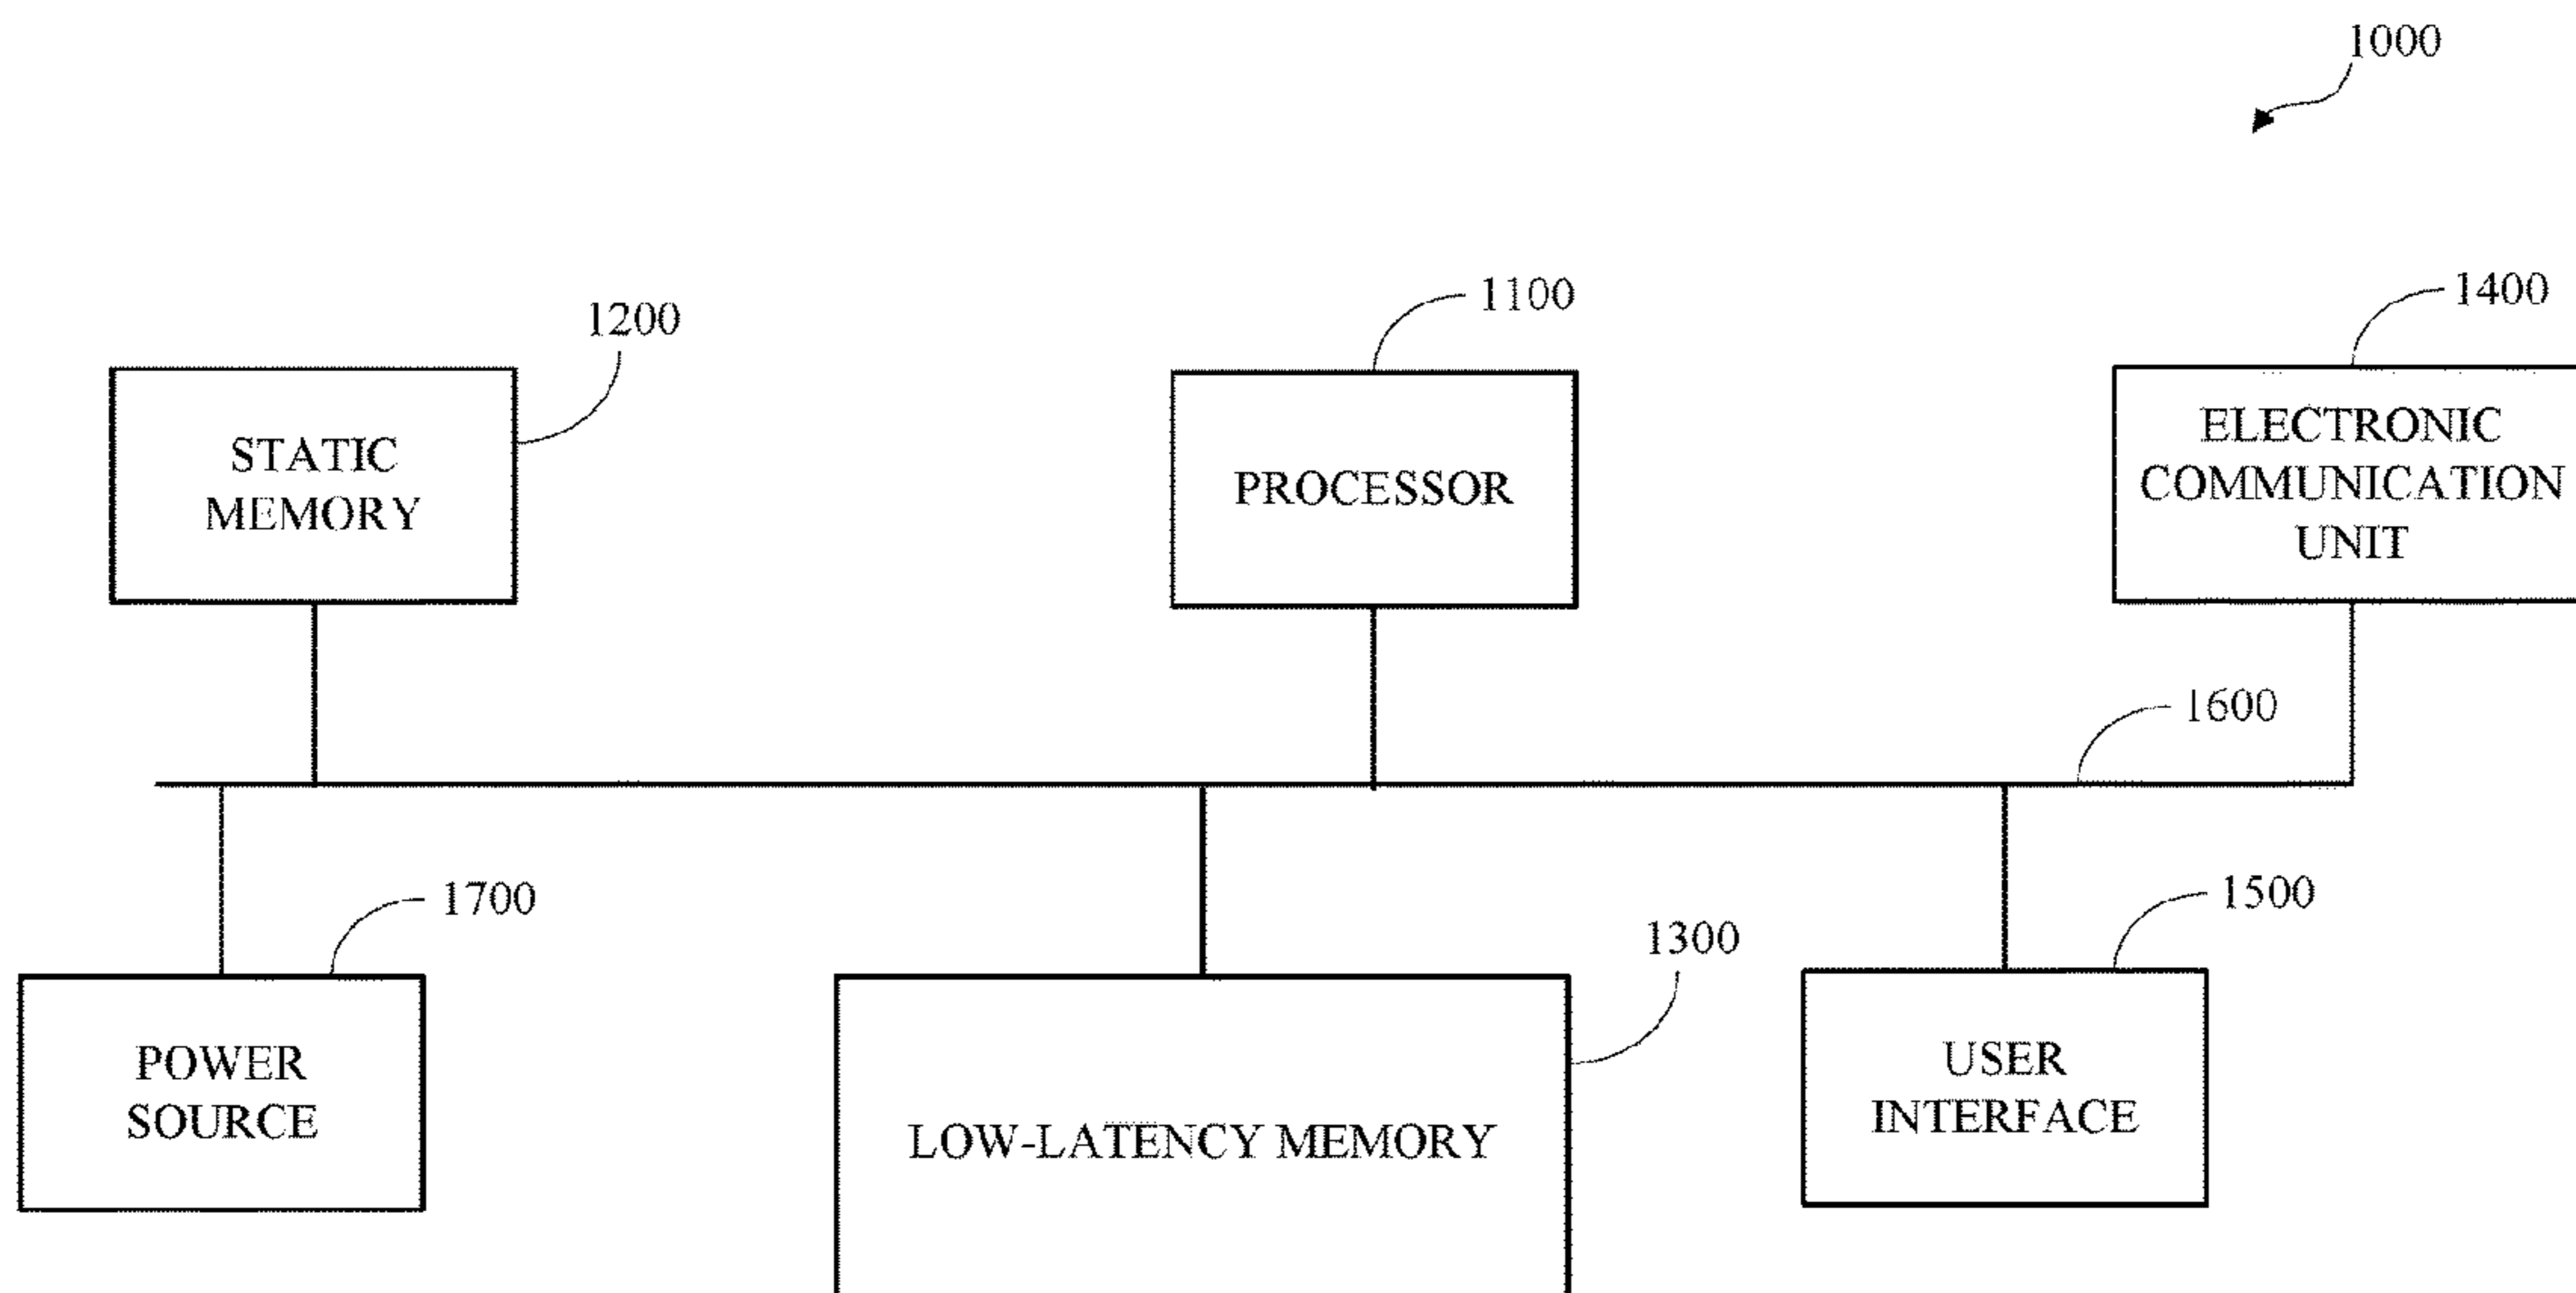 1000
1200
1100
1400
STATIC
MEMORY
PROCESSOR
ELECTRONIC
COMMUNICATION
UNIT
1600
1700
1300
1500
POWER
SOURCE
LOW-LATENCY MEMORY
USER
INTERFACE